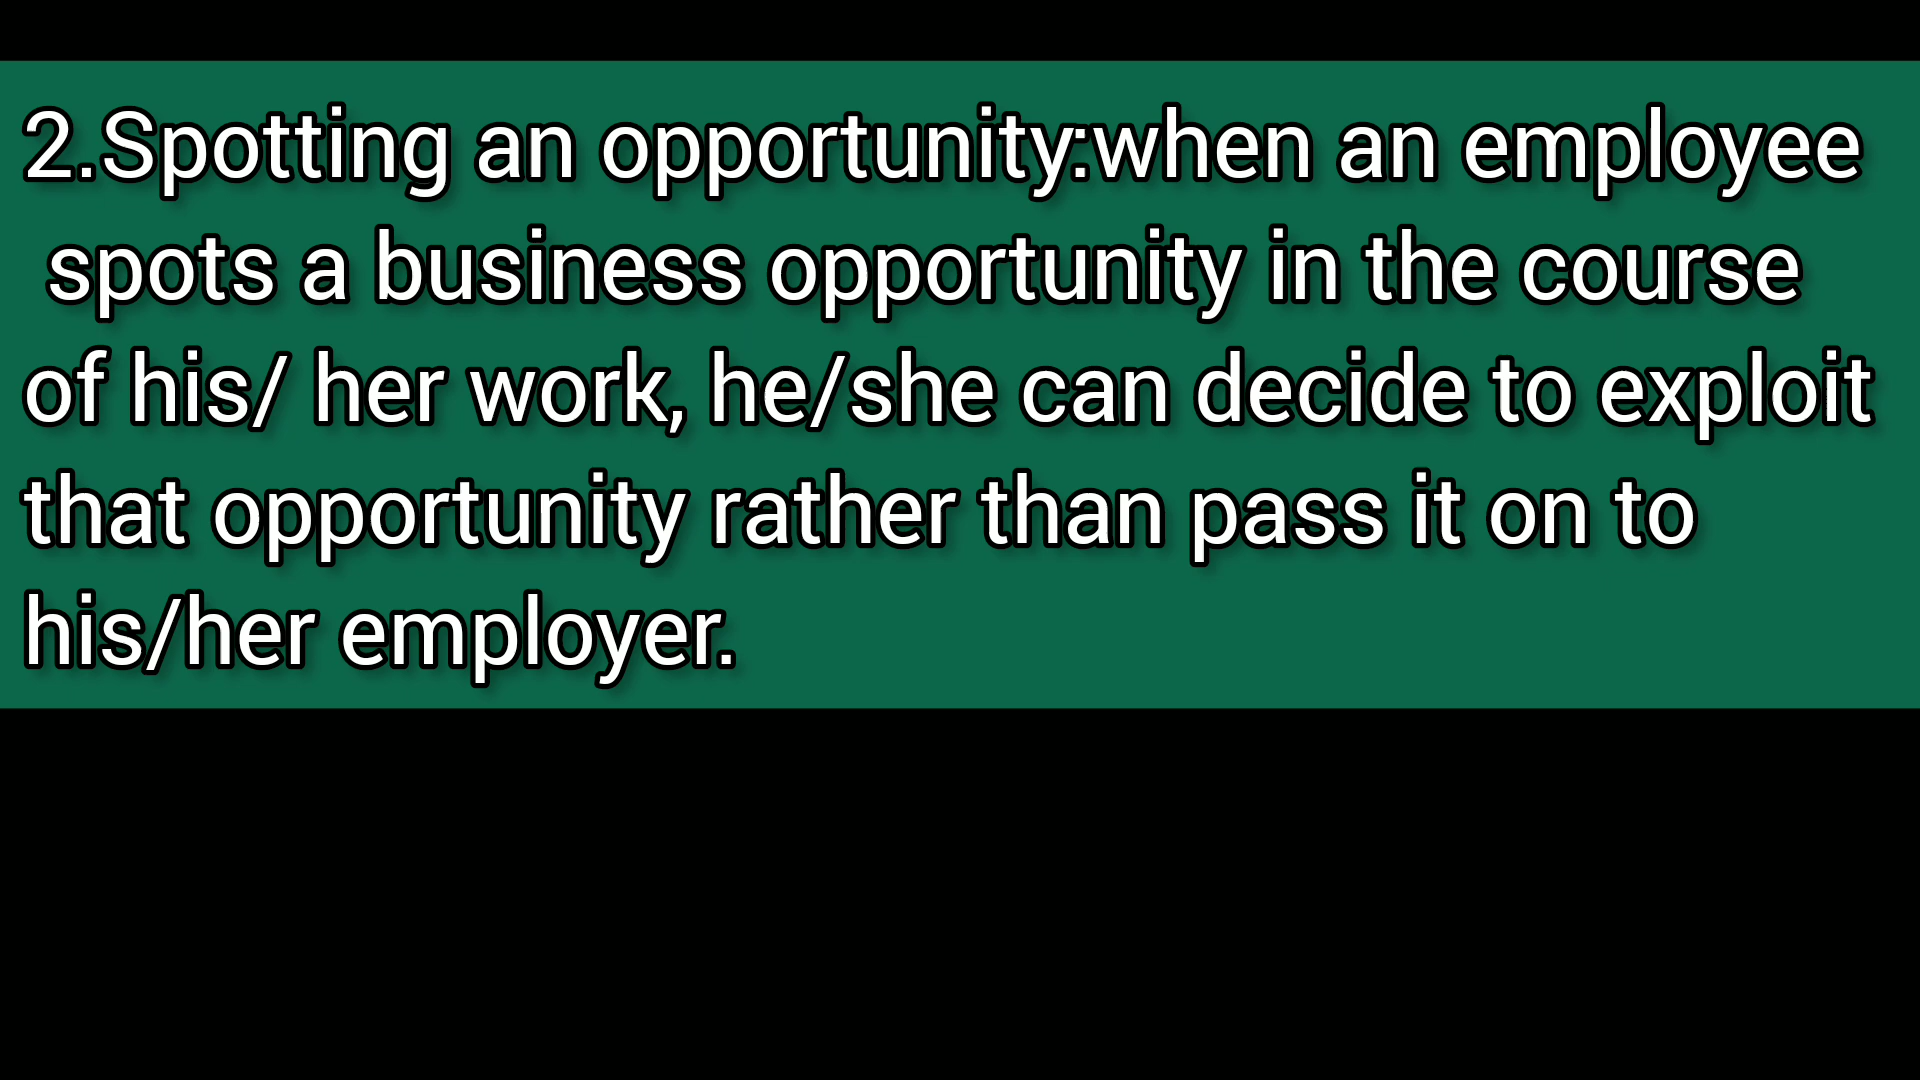 2.Spotting an opportunity:when an employee
spots a business opportunity in the course
of his/ her work, he/she can decide to exploit
that opportunity rather than pass it on to
his/her employer.